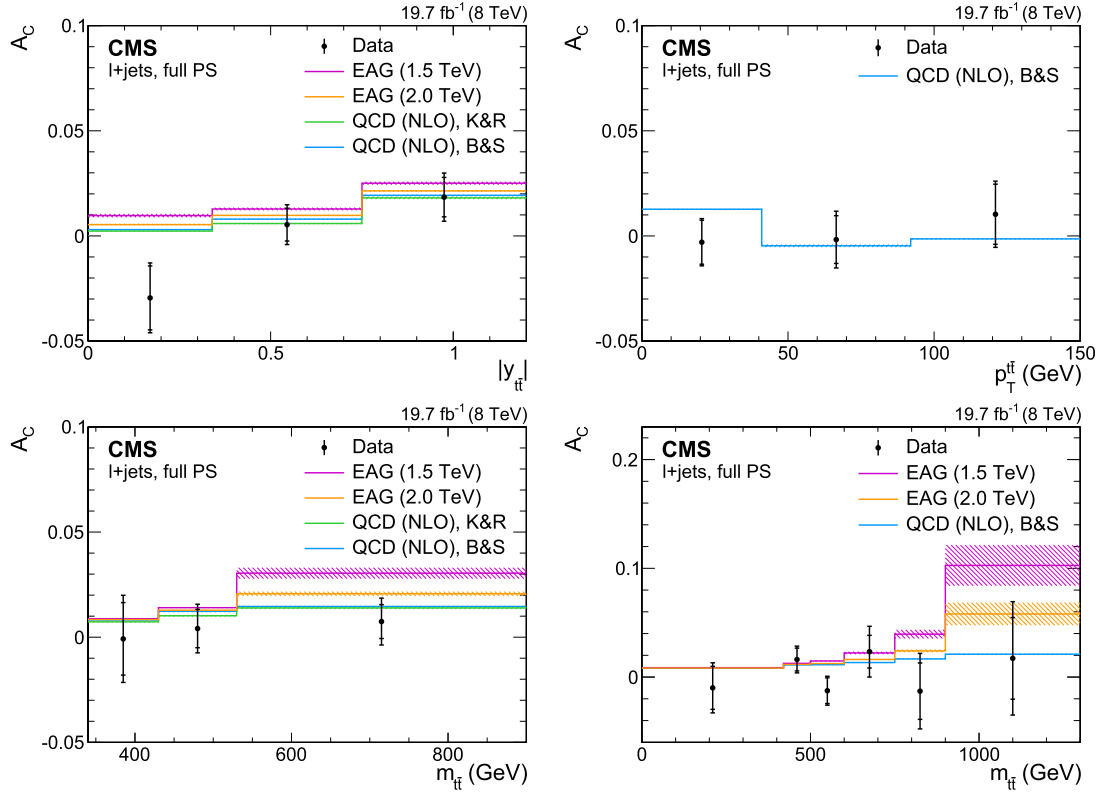 19.7 fb⁻¹ (8 TeV)
A_C
0.1
0.05
0
-0.05
CMS
l+jets, full PS
Data
EAG (1.5 TeV)
EAG (2.0 TeV)
QCD (NLO), K&R
QCD (NLO), B&S
0
0.5
1
|y_tt̄|
19.7 fb⁻¹ (8 TeV)
A_C
0.1
0.05
0
-0.05
CMS
l+jets, full PS
Data
QCD (NLO), B&S
0
50
100
150
p_T^tt̄ (GeV)
19.7 fb⁻¹ (8 TeV)
A_C
0.1
0.05
0
-0.05
CMS
l+jets, full PS
Data
EAG (1.5 TeV)
EAG (2.0 TeV)
QCD (NLO), K&R
QCD (NLO), B&S
400
600
800
m_tt̄ (GeV)
19.7 fb⁻¹ (8 TeV)
A_C
0.2
0.1
0
CMS
l+jets, full PS
Data
EAG (1.5 TeV)
EAG (2.0 TeV)
QCD (NLO), B&S
0
500
1000
m_tt̄ (GeV)